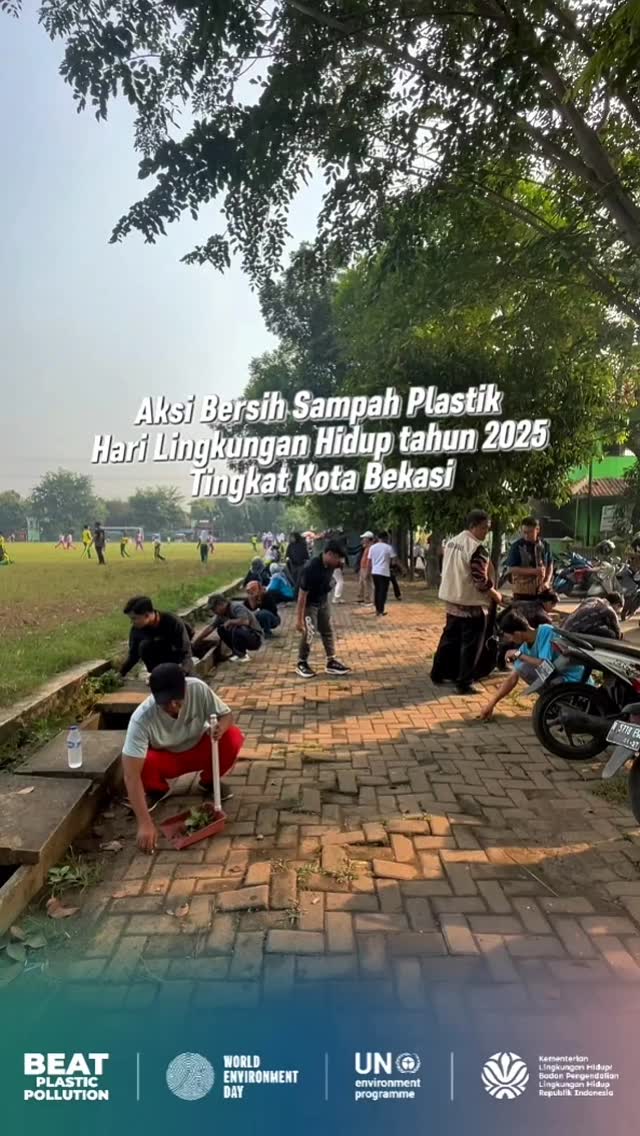 Aksi Bersih Sampah Plastik
Hari Lingkungan Hidup tahun 2025
Tingkat Kota Bekasi
BEAT
PLASTIC
POLLUTION
WORLD
ENVIRONMENT
DAY
UN
environment
programme
Kementerian
Lingkungan Hidup/
Badan Pengendalian
Lingkungan Hidup
Republik Indonesia